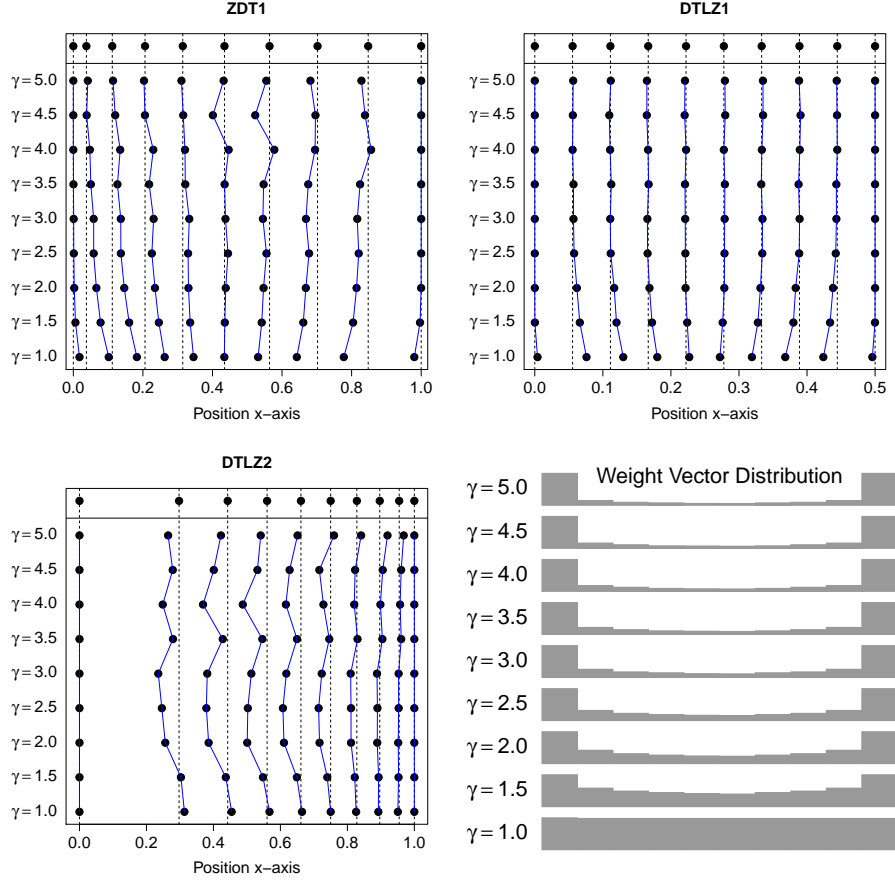 ZDT1
γ = 5.0
γ = 4.5
γ = 4.0
γ = 3.5
γ = 3.0
γ = 2.5
γ = 2.0
γ = 1.5
γ = 1.0
0.0 0.2 0.4 0.6 0.8 1.0
Position x−axis
DTLZ1
γ = 5.0
γ = 4.5
γ = 4.0
γ = 3.5
γ = 3.0
γ = 2.5
γ = 2.0
γ = 1.5
γ = 1.0
0.0 0.1 0.2 0.3 0.4 0.5
Position x−axis
DTLZ2
γ = 5.0
γ = 4.5
γ = 4.0
γ = 3.5
γ = 3.0
γ = 2.5
γ = 2.0
γ = 1.5
γ = 1.0
0.0 0.2 0.4 0.6 0.8 1.0
Position x−axis
Weight Vector Distribution
γ = 5.0
γ = 4.5
γ = 4.0
γ = 3.5
γ = 3.0
γ = 2.5
γ = 2.0
γ = 1.5
γ = 1.0